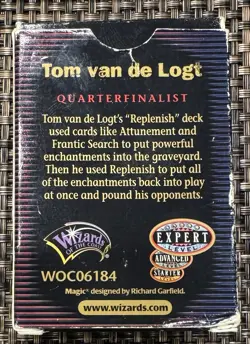 Tom van de Logt
QUARTERFINALIST
Tom van de Logt's "Replenish" deck
used cards like Attunement and
Frantic Search to put powerful
enchantments into the graveyard.
Then he used Replenish to put all
of the enchantments back into play
at once and pound his opponents.
Wizards
OF THE COAST
EXPERT
LEVEL
ADVANCED
LEVEL
STARTER
LEVEL
WOC06184
Magic® designed by Richard Garfield.
www.wizards.com